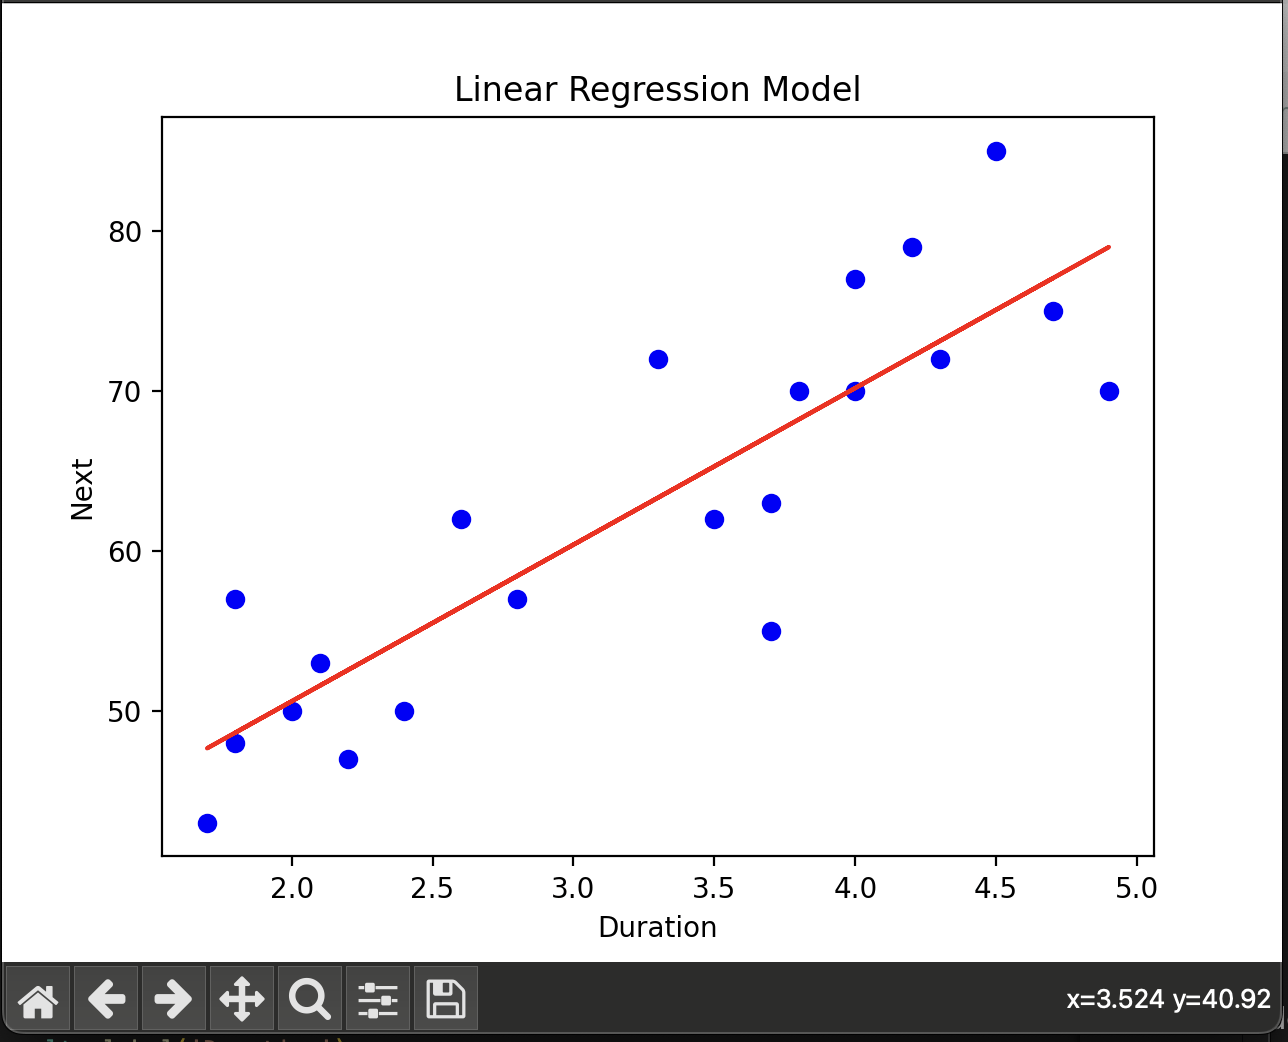 Linear Regression Model
80
70
60
50
Next
2.0 2.5 3.0 3.5 4.0 4.5 5.0
Duration
x=3.524 y=40.92